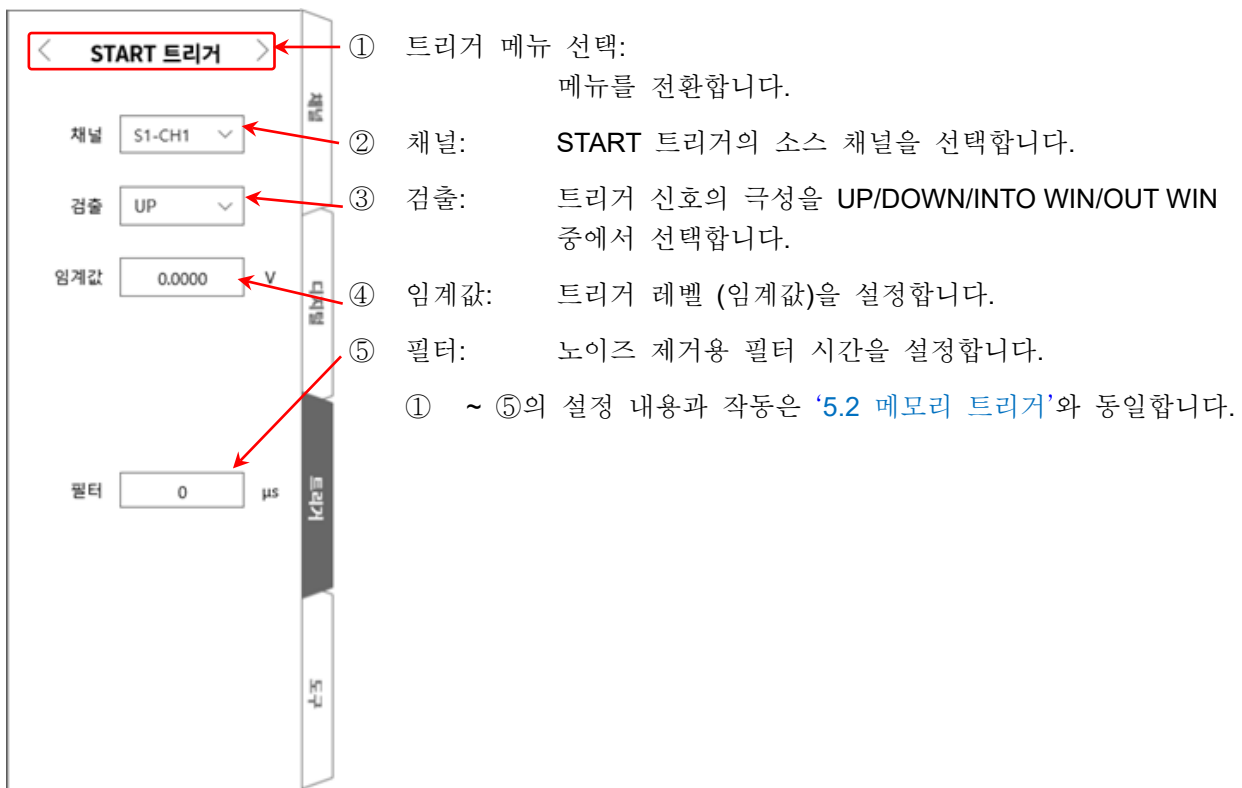 < START 트리거 >
채널 S1-CH1
검출 UP
임계값 0.0000 V
필터 0 μs
채널
디지털
트리거
도구
① 트리거 메뉴 선택:
메뉴를 전환합니다.
② 채널: START 트리거의 소스 채널을 선택합니다.
③ 검출: 트리거 신호의 극성을 UP/DOWN/INTO WIN/OUT WIN
중에서 선택합니다.
④ 임계값: 트리거 레벨 (임계값)을 설정합니다.
⑤ 필터: 노이즈 제거용 필터 시간을 설정합니다.
① ~ ⑤의 설정 내용과 작동은 ‘5.2 메모리 트리거’와 동일합니다.